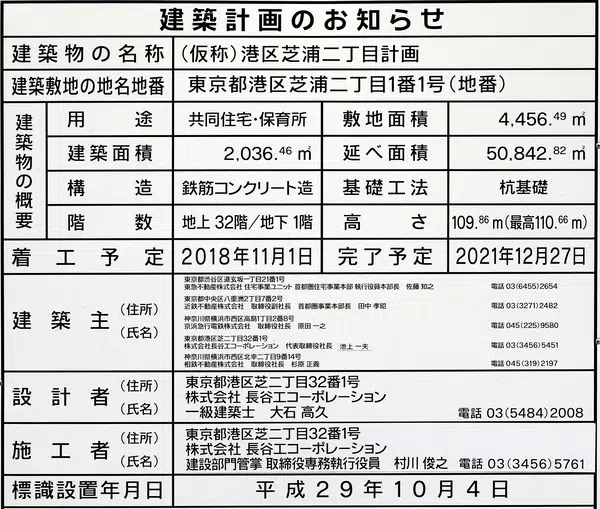 建築計画のお知らせ
建築物の名称 (仮称)港区芝浦二丁目計画
建築敷地の地名地番 東京都港区芝浦二丁目1番1号(地番)
建築物の概要
用途 共同住宅・保育所 敷地面積 4,456.49㎡
建築面積 2,036.46㎡ 延べ面積 50,842.82㎡
構造 鉄筋コンクリート造 基礎工法 杭基礎
階数 地上32階/地下1階 高さ 109.86m(最高110.66m)
着工予定 2018年11月1日 完了予定 2021年12月27日
建築主 (住所) (氏名)
東京都渋谷区道玄坂一丁目21番1号
東急不動産株式会社 住宅事業ユニット 首都圏住宅事業本部 執行役員本部長 佐藤 知之 電話 03(6455)2654
東京都中央区八重洲2丁目7番2号
近鉄不動産株式会社 取締役副社長 首都圏事業本部長 田中 孝昭 電話 03(3271)2482
神奈川県横浜市西区高島1丁目2番8号
京浜急行電鉄株式会社 取締役社長 原田 一之 電話 045(225)9580
東京都港区芝二丁目32番1号
株式会社長谷工コーポレーション 代表取締役社長 池上 一夫 電話 03(3456)5451
神奈川県横浜市西区北幸二丁目9番14号
相鉄不動産株式会社 取締役社長 杉原 正義 電話 045(319)2197
設計者 (住所) (氏名)
東京都港区芝二丁目32番1号
株式会社 長谷工コーポレーション
一級建築士 大石 高久 電話 03(5484)2008
施工者 (住所) (氏名)
東京都港区芝二丁目32番1号
株式会社 長谷工コーポレーション
建設部門管掌 取締役専務執行役員 村川 俊之 電話 03(3456)5761
標識設置年月日 平成29年10月4日